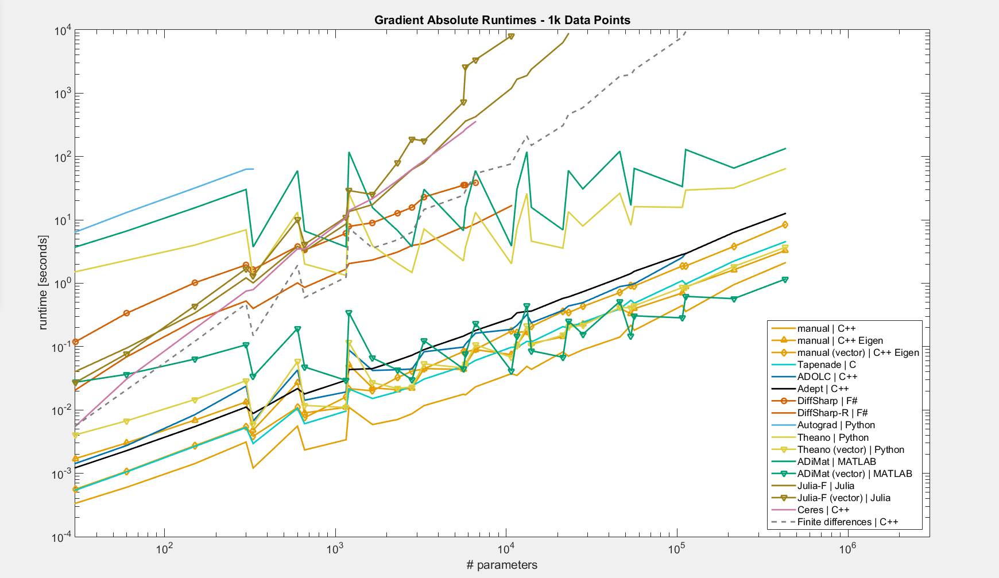 Gradient Absolute Runtimes - 1k Data Points
10^4
10^3
10^2
10^1
10^0
10^-1
10^-2
10^-3
10^-4
runtime [seconds]
10^2
10^3
10^4
10^5
10^6
# parameters
manual | C++
manual | C++ Eigen
manual (vector) | C++ Eigen
Tapenade | C
ADOLC | C++
Adept | C++
DiffSharp | F#
DiffSharp-R | F#
Autograd | Python
Theano | Python
Theano (vector) | Python
ADiMat | MATLAB
ADiMat (vector) | MATLAB
Julia-F | Julia
Julia-F (vector) | Julia
Ceres | C++
Finite differences | C++